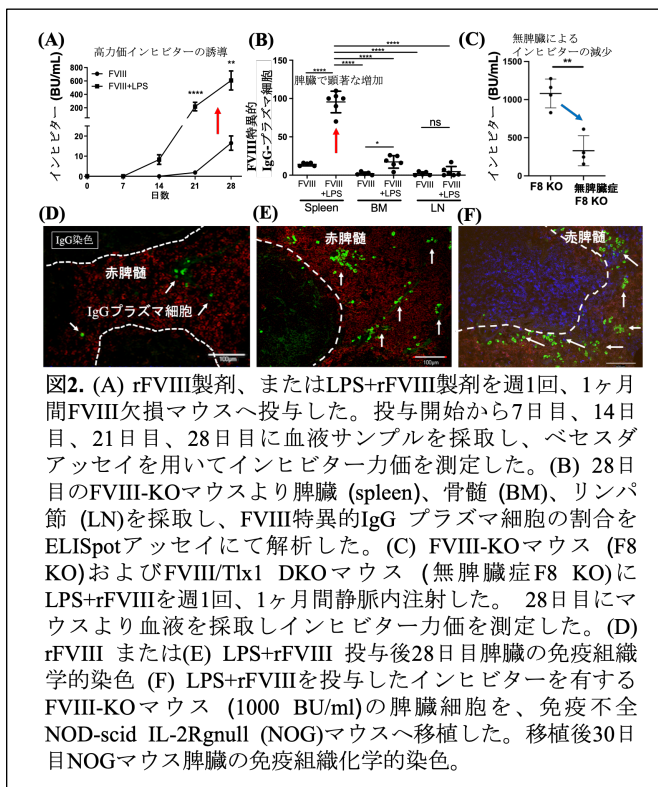 (A)
高力価インヒビターの誘導
FVIII
FVIII+LPS
インヒビター (BU/mL)
800
600
400
200
20
10
0
0
7
14
21
28
日数
****
**
(B)
****
****
****
****
****
脾臓で顕著な増加
FVIII特異的
IgG-プラズマ細胞
150
100
50
0
*
ns
FVIII
FVIII
+LPS
FVIII
FVIII
+LPS
FVIII
FVIII
+LPS
Spleen
BM
LN
(C)
無脾臓による
インヒビターの減少
**
インヒビター (BU/mL)
1500
1000
500
0
F8 KO
無脾臓症
F8 KO
(D)
IgG染色
赤脾髄
IgGプラズマ細胞
100μm
(E)
赤脾髄
100μm
(F)
赤脾髄
図2. (A) rFVIII製剤、またはLPS+rFVIII製剤を週1回、1ヶ月
間FVIII欠損マウスへ投与した。投与開始から7日目、14日
目、21日目、28日目に血液サンプルを採取し、ベセスダ
アッセイを用いてインヒビター力価を測定した。(B) 28日
目のFVIII-KOマウスより脾臓 (spleen)、骨髄 (BM)、リンパ
節 (LN)を採取し、FVIII特異的IgG プラズマ細胞の割合を
ELISpotアッセイにて解析した。(C) FVIII-KOマウス (F8
KO)およびFVIII/Tlx1 DKOマウス (無脾臓症F8 KO)に
LPS+rFVIIIを週1回、1ヶ月間静脈内注射した。 28日目にマ
ウスより血液を採取しインヒビター力価を測定した。(D)
rFVIII または(E) LPS+rFVIII 投与後28日目脾臓の免疫組織
学的染色 (F) LPS+rFVIIIを投与したインヒビターを有する
FVIII-KOマウス (1000 BU/ml)の脾臓細胞を、免疫不全
NOD-scid IL-2Rgnull (NOG)マウスへ移植した。移植後30日
目NOGマウス脾臓の免疫組織化学的染色。